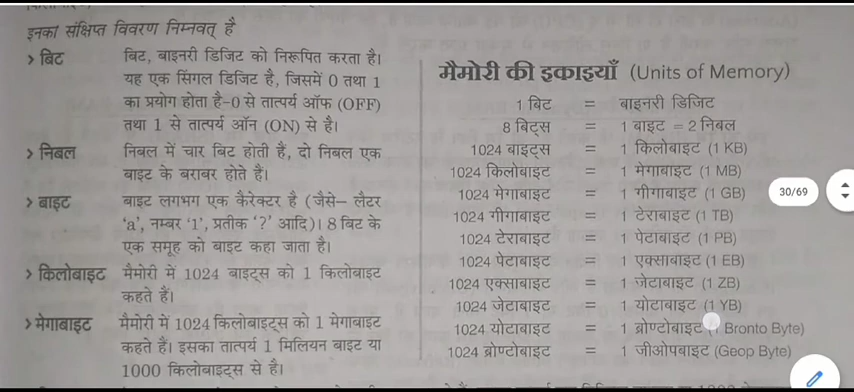 इनका संक्षिप्त विवरण निम्नवत् है
> बिट बिट, बाइनरी डिजिट को निरूपित करता है।
यह एक सिंगल डिजिट है, जिसमें 0 तथा 1
का प्रयोग होता है-0 से तात्पर्य ऑफ (OFF)
तथा 1 से तात्पर्य ऑन (ON) से है।
> निबल निबल में चार बिट होती हैं, दो निबल एक
बाइट के बराबर होते हैं।
> बाइट बाइट लगभग एक कैरेक्टर है (जैसे– लैटर
'a', नम्बर '1', प्रतीक '?' आदि)। 8 बिट के
एक समूह को बाइट कहा जाता है।
> किलोबाइट मैमोरी में 1024 बाइट्स को 1 किलोबाइट
कहते हैं।
> मेगाबाइट मैमोरी में 1024 किलोबाइट्स को 1 मेगाबाइट
कहते हैं। इसका तात्पर्य 1 मिलियन बाइट या
1000 किलोबाइट्स से है।
मैमोरी की इकाइयाँ (Units of Memory)
1 बिट = बाइनरी डिजिट
8 बिट्स = 1 बाइट = 2 निबल
1024 बाइट्स = 1 किलोबाइट (1 KB)
1024 किलोबाइट = 1 मेगाबाइट (1 MB)
1024 मेगाबाइट = 1 गीगाबाइट (1 GB)
1024 गीगाबाइट = 1 टेराबाइट (1 TB)
1024 टेराबाइट = 1 पेटाबाइट (1 PB)
1024 पेटाबाइट = 1 एक्साबाइट (1 EB)
1024 एक्साबाइट = 1 जेटाबाइट (1 ZB)
1024 जेटाबाइट = 1 योटाबाइट (1 YB)
1024 योटाबाइट = 1 ब्रोण्टोबाइट (1 Bronto Byte)
1024 ब्रोण्टोबाइट = 1 जीओपबाइट (Geop Byte)
30/69